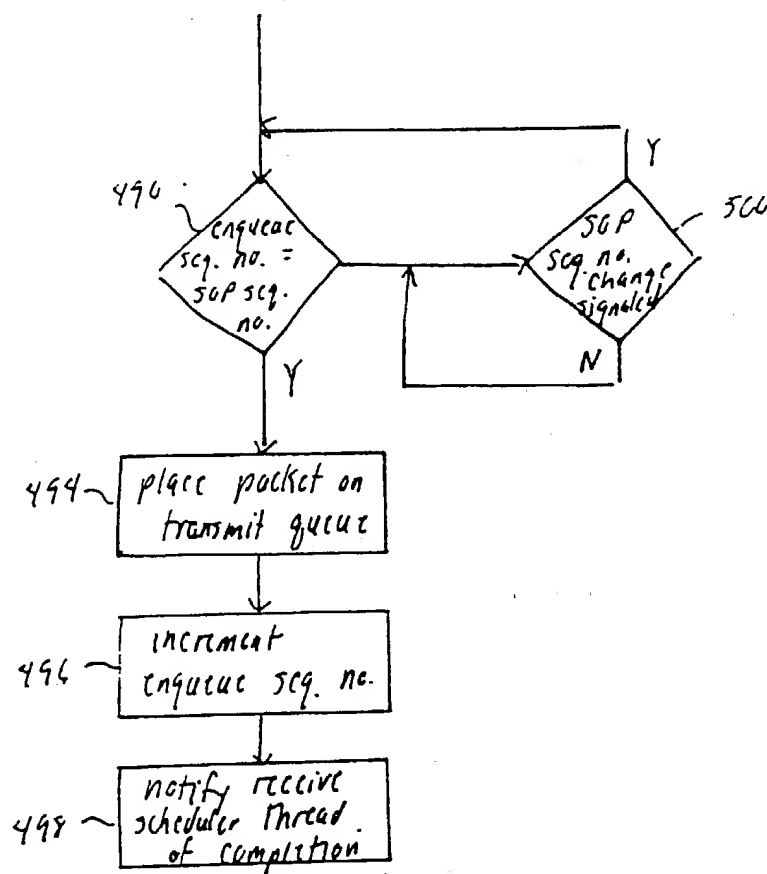 490
enqueue
seq. no. =
SOP seq.
no.
Y
SOP
seq. no.
change
signaled
500
Y
N
494
place packet on
transmit queue
496
increment
enqueue seq. no.
498
notify receive
scheduler thread
of completion